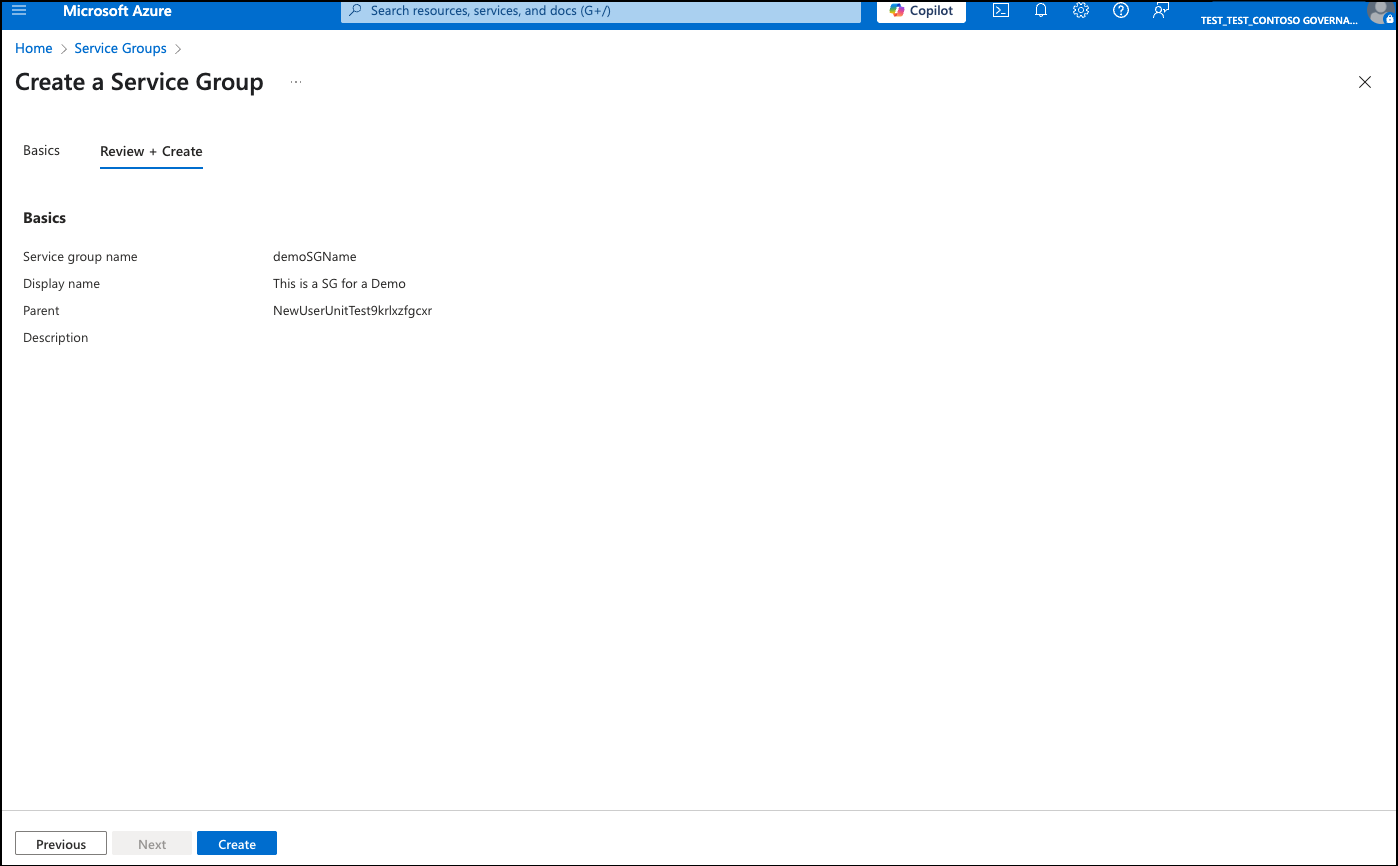 Microsoft Azure
Search resources, services, and docs (G+/)
Copilot
TEST_TEST_CONTOSO GOVERNA...
Home > Service Groups >
Create a Service Group ...
Basics
Review + Create
Basics
Service group name demoSGName
Display name This is a SG for a Demo
Parent NewUserUnitTest9krlxzfgcxr
Description
Previous
Next
Create